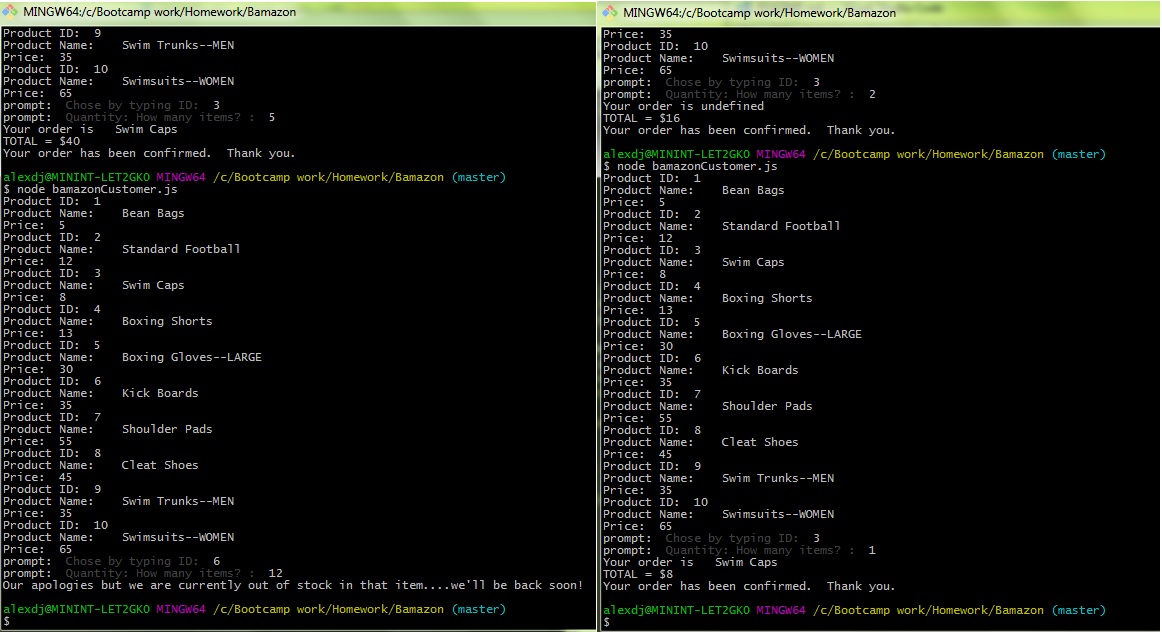 MINGW64:/c/Bootcamp work/Homework/Bamazon
Product ID:  9
Product Name:    Swim Trunks--MEN
Price:  35
Product ID:  10
Product Name:    Swimsuits--WOMEN
Price:  65
prompt:  Chose by typing ID:  3
prompt:  Quantity: How many items? :  5
Your order is   Swim Caps
TOTAL = $40
Your order has been confirmed.  Thank you.
alexdj@MININT-LET2GKO MINGW64 /c/Bootcamp work/Homework/Bamazon (master)
$ node bamazonCustomer.js
Product ID:  1
Product Name:    Bean Bags
Price:  5
Product ID:  2
Product Name:    Standard Football
Price:  12
Product ID:  3
Product Name:    Swim Caps
Price:  8
Product ID:  4
Product Name:    Boxing Shorts
Price:  13
Product ID:  5
Product Name:    Boxing Gloves--LARGE
Price:  30
Product ID:  6
Product Name:    Kick Boards
Price:  35
Product ID:  7
Product Name:    Shoulder Pads
Price:  55
Product ID:  8
Product Name:    Cleat Shoes
Price:  45
Product ID:  9
Product Name:    Swim Trunks--MEN
Price:  35
Product ID:  10
Product Name:    Swimsuits--WOMEN
Price:  65
prompt:  Chose by typing ID:  6
prompt:  Quantity: How many items? :  12
Our apologies but we are currently out of stock in that item....we'll be back soon!
alexdj@MININT-LET2GKO MINGW64 /c/Bootcamp work/Homework/Bamazon (master)
$
MINGW64:/c/Bootcamp work/Homework/Bamazon
Price:  35
Product ID:  10
Product Name:    Swimsuits--WOMEN
Price:  65
prompt:  Chose by typing ID:  3
prompt:  Quantity: How many items? :  2
Your order is undefined
TOTAL = $16
Your order has been confirmed.  Thank you.
alexdj@MININT-LET2GKO MINGW64 /c/Bootcamp work/Homework/Bamazon (master)
$ node bamazonCustomer.js
Product ID:  1
Product Name:    Bean Bags
Price:  5
Product ID:  2
Product Name:    Standard Football
Price:  12
Product ID:  3
Product Name:    Swim Caps
Price:  8
Product ID:  4
Product Name:    Boxing Shorts
Price:  13
Product ID:  5
Product Name:    Boxing Gloves--LARGE
Price:  30
Product ID:  6
Product Name:    Kick Boards
Price:  35
Product ID:  7
Product Name:    Shoulder Pads
Price:  55
Product ID:  8
Product Name:    Cleat Shoes
Price:  45
Product ID:  9
Product Name:    Swim Trunks--MEN
Price:  35
Product ID:  10
Product Name:    Swimsuits--WOMEN
Price:  65
prompt:  Chose by typing ID:  3
prompt:  Quantity: How many items? :  1
Your order is   Swim Caps
TOTAL = $8
Your order has been confirmed.  Thank you.
alexdj@MININT-LET2GKO MINGW64 /c/Bootcamp work/Homework/Bamazon (master)
$